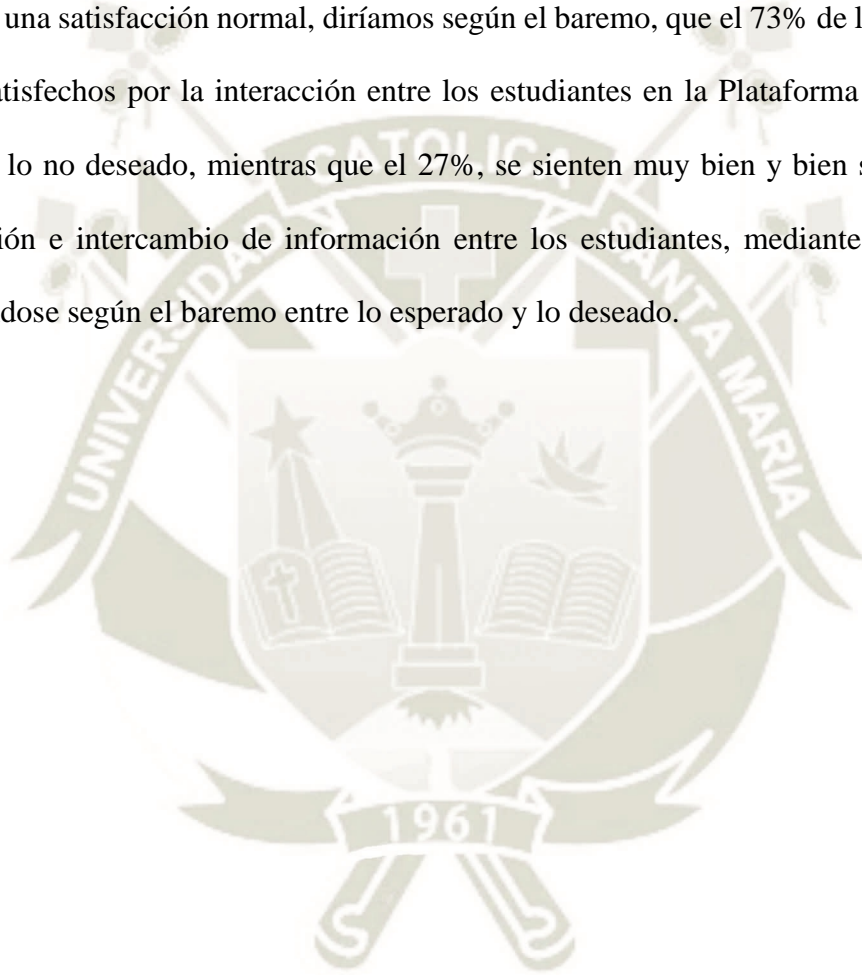 una satisfacción normal, diríamos según el baremo, que el 73% de l
tisfechos por la interacción entre los estudiantes en la Plataforma
lo no deseado, mientras que el 27%, se sienten muy bien y bien s
ión e intercambio de información entre los estudiantes, mediante
dose según el baremo entre lo esperado y lo deseado.
UNIVERSIDAD CATOLICA SANTA MARIA
1961